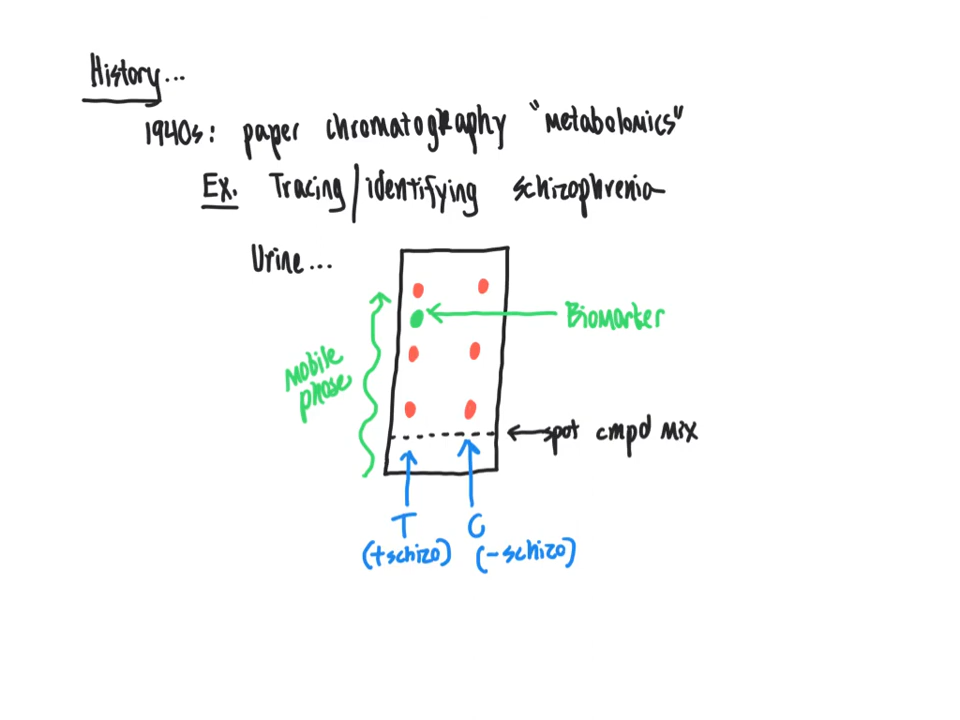 History...
1940s: paper chromatography "metabolomics"
Ex. Tracing/identifying schizophrenia
Urine...
Biomarker
mobile
phase
spot cmpd mix
T C
(+schizo) (-schizo)